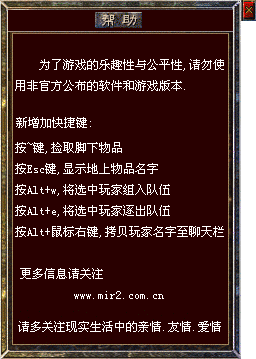 帮助
为了游戏的乐趣性与公平性,请勿使
用非官方公布的软件和游戏版本.
新增加快捷键:
按~键,捡取脚下物品
按Esc键,显示地上物品名字
按Alt+w,将选中玩家组入队伍
按Alt+e,将选中玩家逐出队伍
按Alt+鼠标右键,拷贝玩家名字至聊天栏
更多信息请关注
www.mir2.com.cn
请多关注现实生活中的亲情.友情.爱情